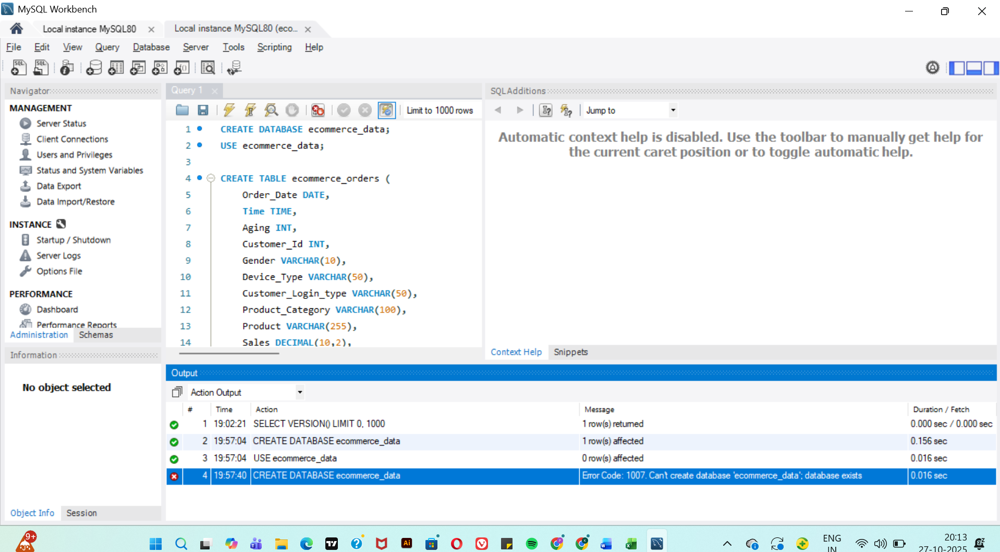 MySQL Workbench
Local instance MySQL80
Local instance MySQL80 (eco...
File Edit View Query Database Server Tools Scripting Help
Navigator
MANAGEMENT
Server Status
Client Connections
Users and Privileges
Status and System Variables
Data Export
Data Import/Restore
INSTANCE
Startup / Shutdown
Server Logs
Options File
PERFORMANCE
Dashboard
Performance Reports
Administration Schemas
Information
No object selected
Object Info Session
Query 1
Limit to 1000 rows
1 CREATE DATABASE ecommerce_data;
2 USE ecommerce_data;
3
4 CREATE TABLE ecommerce_orders (
5 Order_Date DATE,
6 Time TIME,
7 Aging INT,
8 Customer_Id INT,
9 Gender VARCHAR(10),
10 Device_Type VARCHAR(50),
11 Customer_Login_type VARCHAR(50),
12 Product_Category VARCHAR(100),
13 Product VARCHAR(255),
14 Sales DECIMAL(10,2),
SQLAdditions
Jump to
Automatic context help is disabled. Use the toolbar to manually get help for
the current caret position or to toggle automatic help.
Context Help Snippets
Output
Action Output
# Time Action Message Duration / Fetch
1 19:02:21 SELECT VERSION() LIMIT 0, 1000 1 row(s) returned 0.000 sec / 0.000 sec
2 19:57:04 CREATE DATABASE ecommerce_data 1 row(s) affected 0.156 sec
3 19:57:04 USE ecommerce_data 0 row(s) affected 0.016 sec
4 19:57:40 CREATE DATABASE ecommerce_data Error Code: 1007. Can't create database 'ecommerce_data'; database exists 0.016 sec
9+
ENG
IN
20:13
27-10-2025